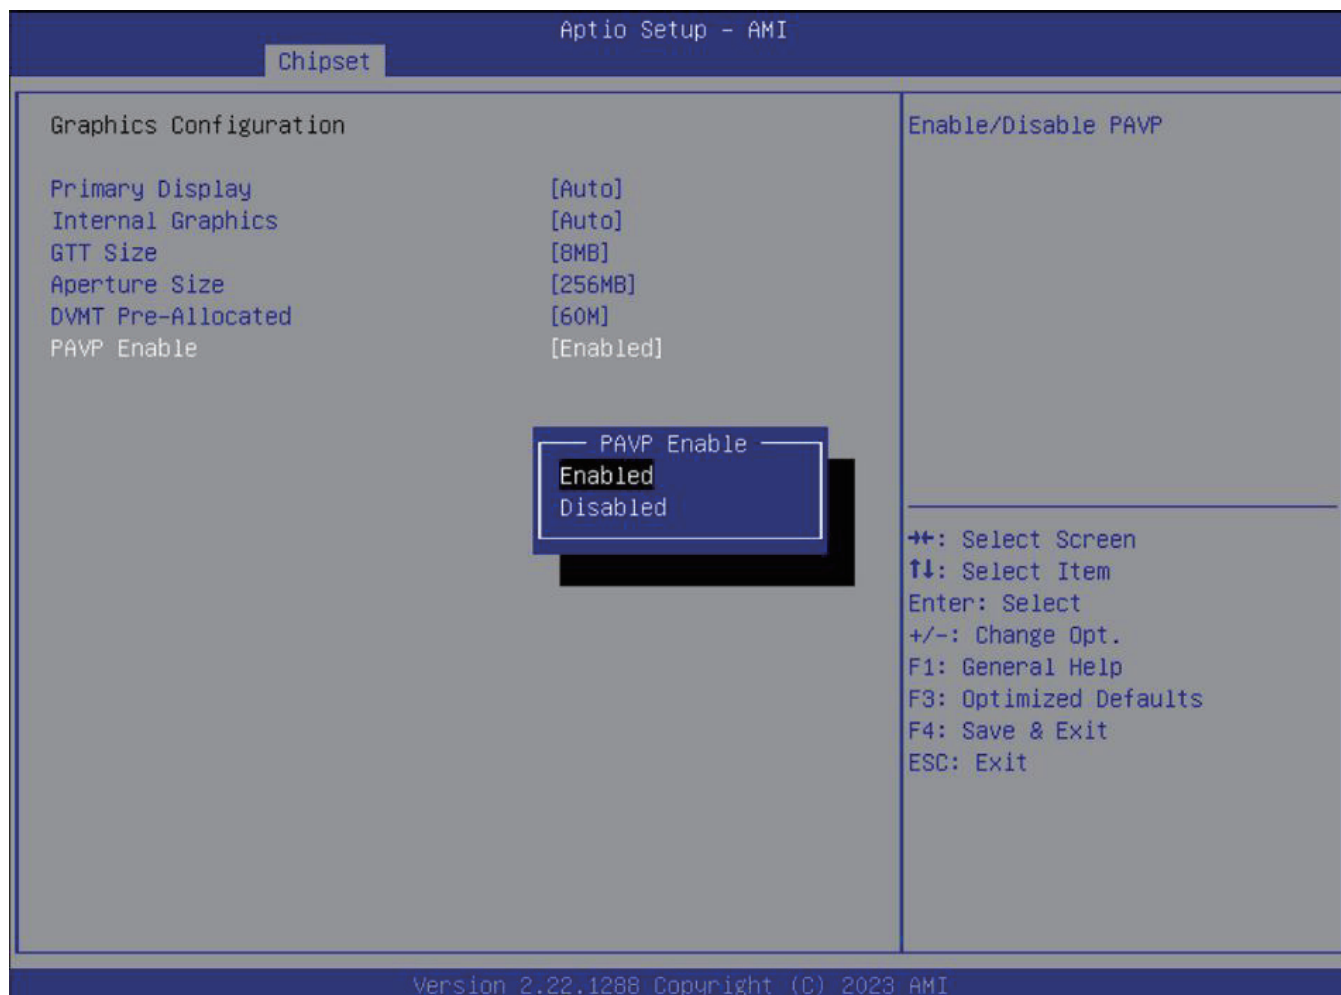 Aptio Setup – AMI
Chipset
Graphics Configuration
Primary Display [Auto]
Internal Graphics [Auto]
GTT Size [8MB]
Aperture Size [256MB]
DVMT Pre-Allocated [60M]
PAVP Enable [Enabled]
PAVP Enable
Enabled
Disabled
Enable/Disable PAVP
→←: Select Screen
↑↓: Select Item
Enter: Select
+/-: Change Opt.
F1: General Help
F3: Optimized Defaults
F4: Save & Exit
ESC: Exit
Version 2.22.1288 Copyright (C) 2023 AMI